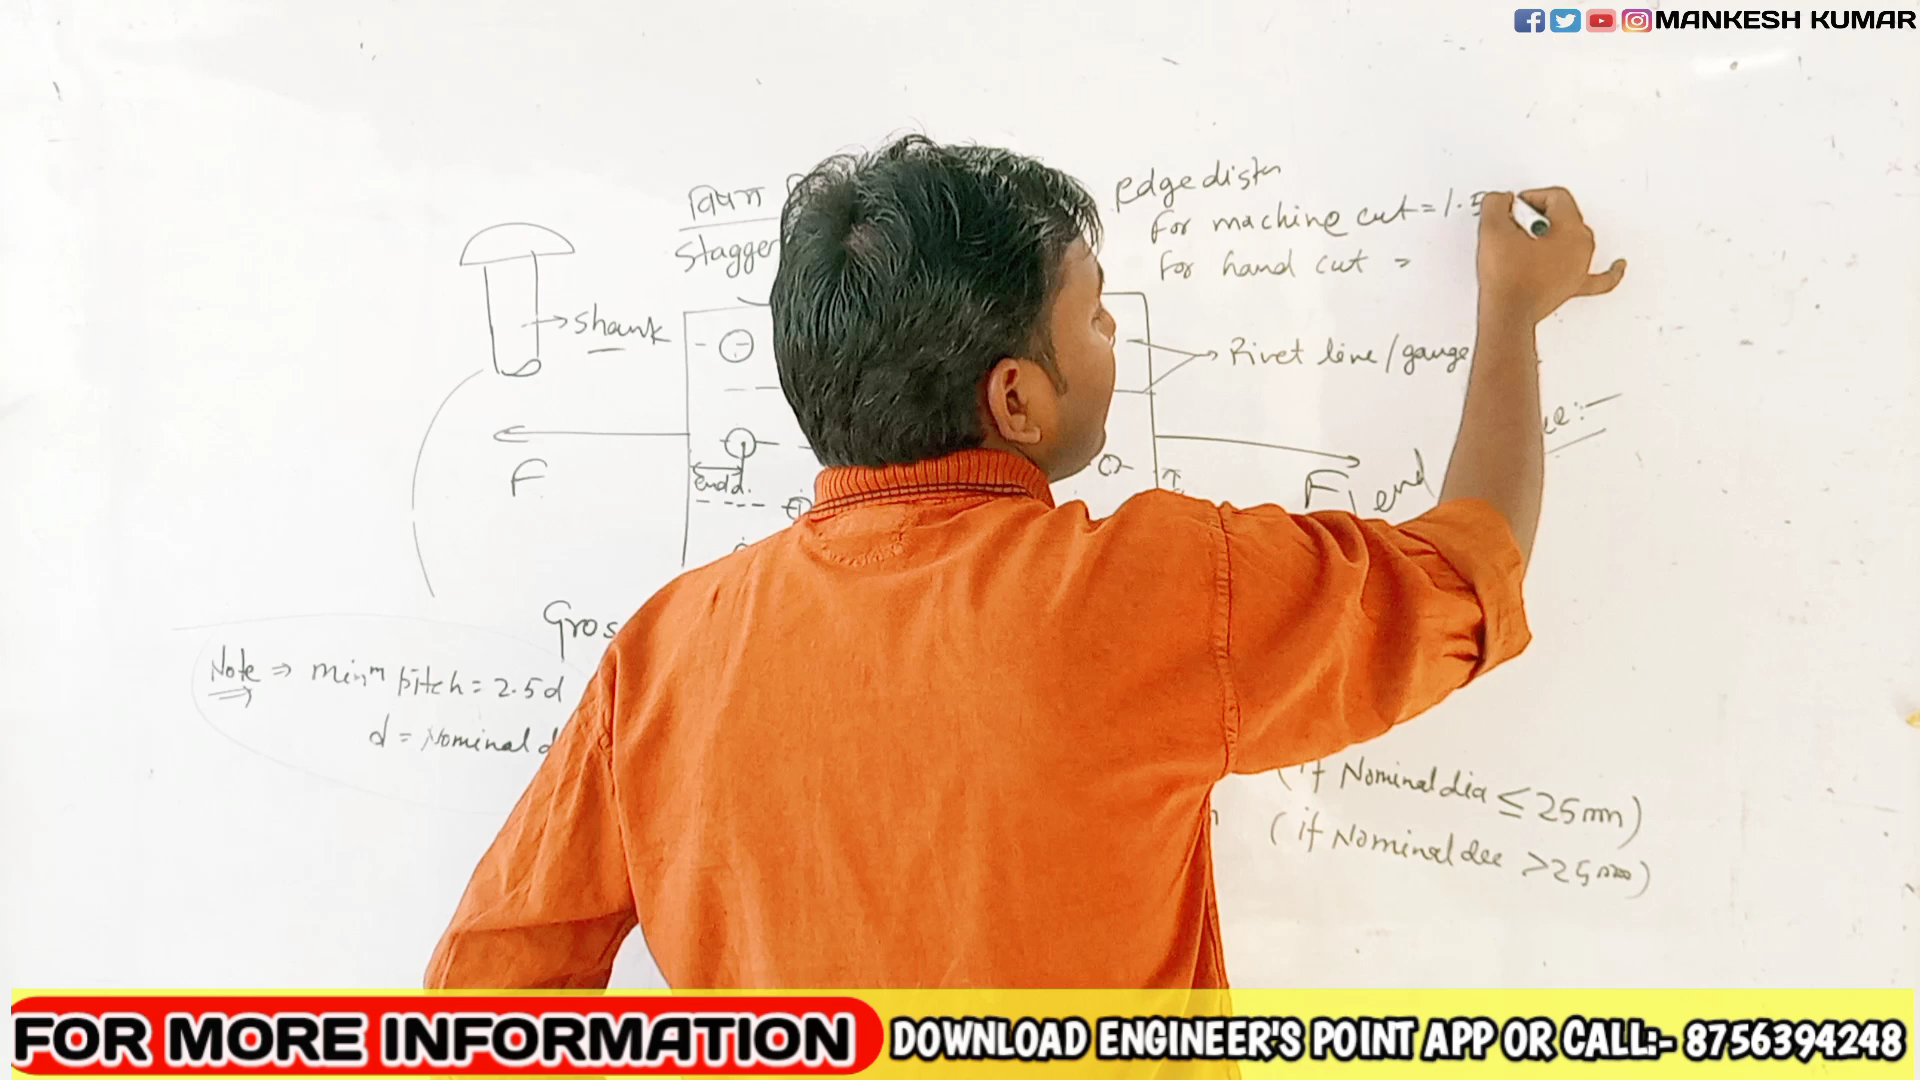 MANKESH KUMAR
विषम
Stagger
edge distn
for machine cut = 1.5
for hand cut =
shank
Rivet line / gauge
F
end d.
F
end
Gros
Note ⇒ minᵐ pitch = 2.5d
d = Nominal d
(if Nominal dia ≤ 25mm)
(if Nominal dia >25mm)
FOR MORE INFORMATION
DOWNLOAD ENGINEER'S POINT APP OR CALL:- 8756394248